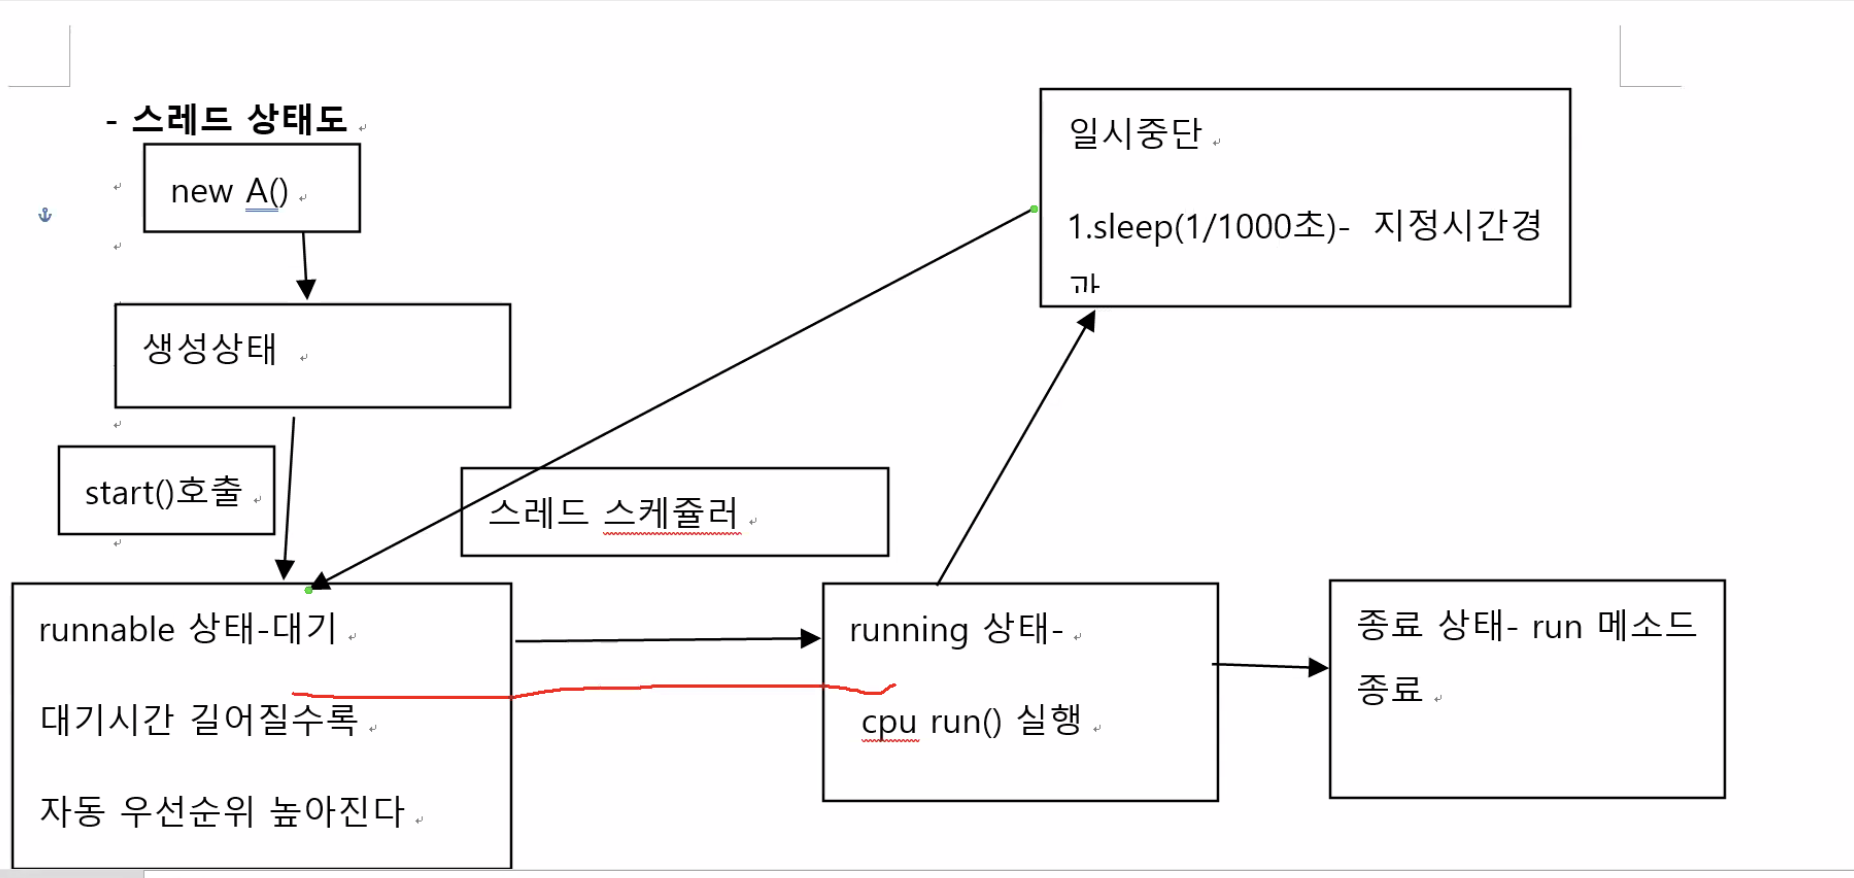 - 스레드 상태도
new A()
생성상태
start()호출
스레드 스케쥴러
일시중단
1.sleep(1/1000초)- 지정시간경
과
runnable 상태-대기
대기시간 길어질수록
자동 우선순위 높아진다
running 상태-
cpu run() 실행
종료 상태- run 메소드
종료